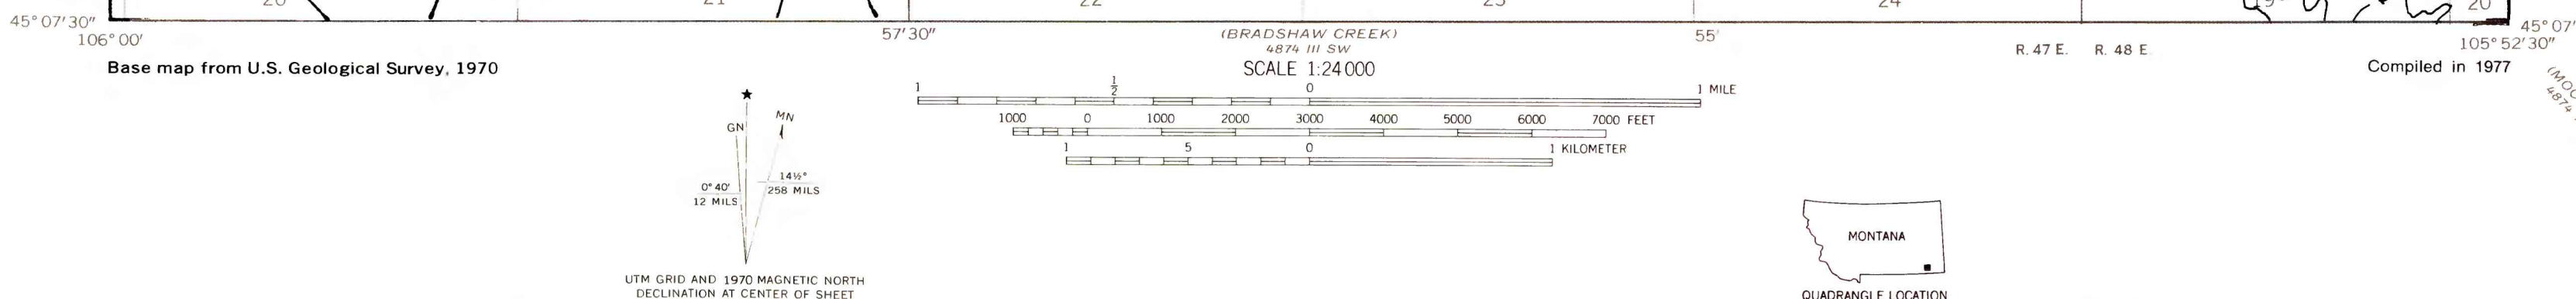 20 21 22 23 24 19 20
45° 07' 30" 45° 07'
106° 00' 57' 30" (BRADSHAW CREEK) 55' 105° 52' 30"
4874 III SW
R. 47 E. R. 48 E.
Base map from U.S. Geological Survey, 1970
SCALE 1:24 000
Compiled in 1977
1 1/2 0 1 MILE
1000 0 1000 2000 3000 4000 5000 6000 7000 FEET
1 5 0 1 KILOMETER
★
GN MN
0° 40' 14½°
12 MILS 258 MILS
UTM GRID AND 1970 MAGNETIC NORTH
DECLINATION AT CENTER OF SHEET
MONTANA
QUADRANGLE LOCATION
4874